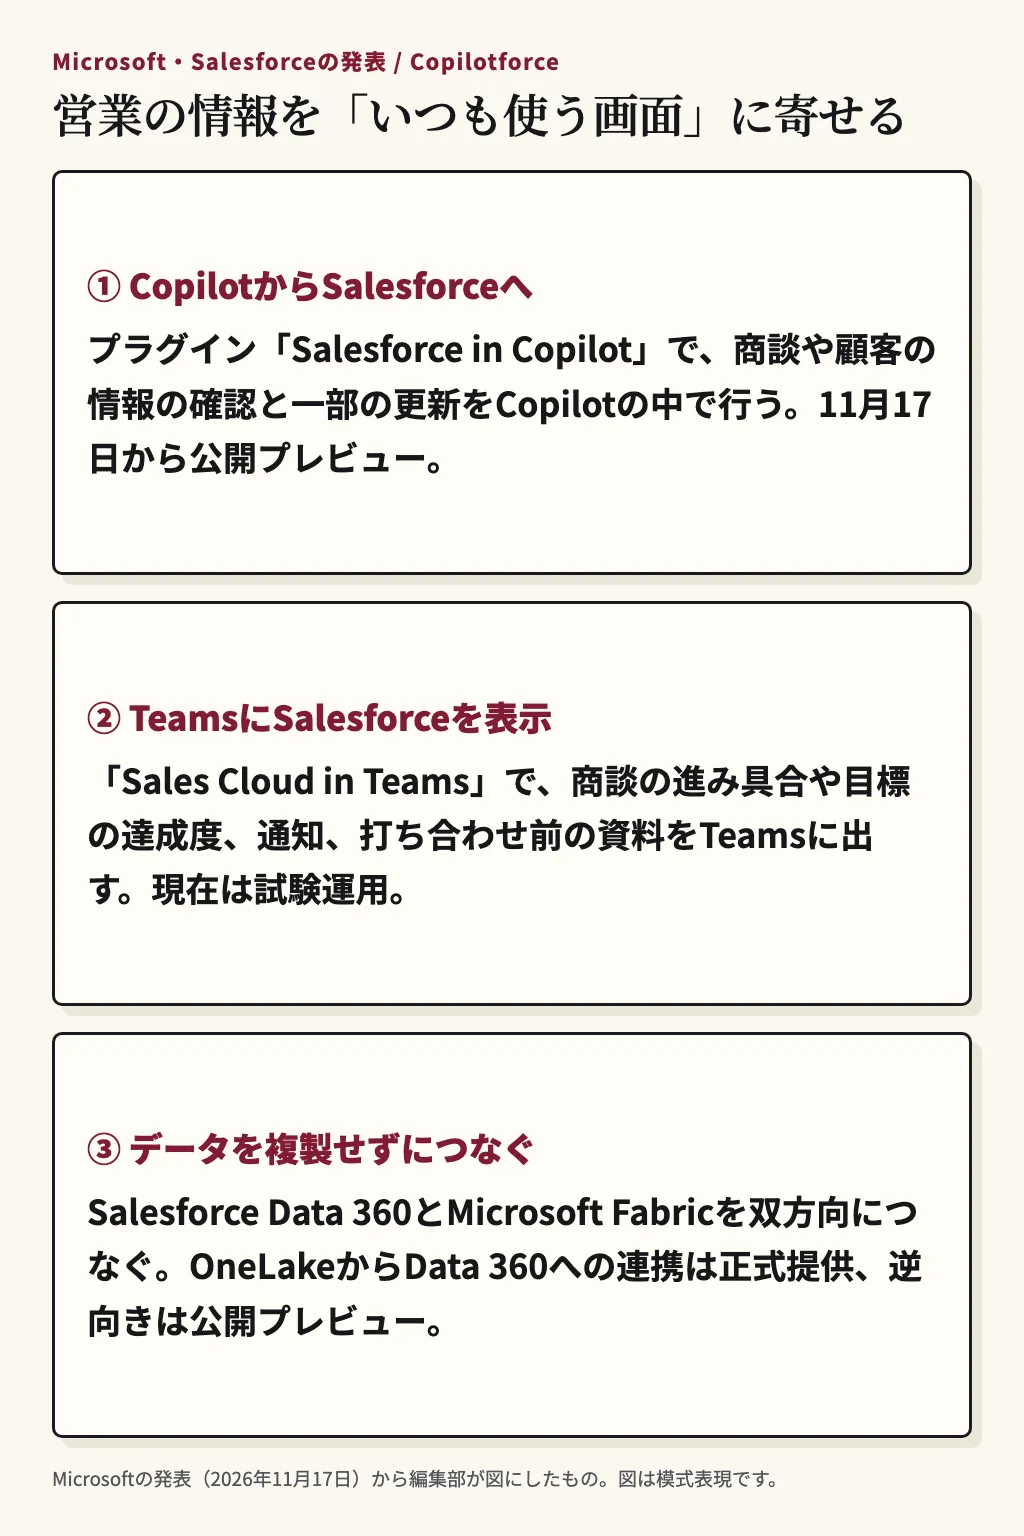 Microsoft・Salesforceの発表 / Copilotforce
営業の情報を「いつも使う画面」に寄せる
① CopilotからSalesforceへ
プラグイン「Salesforce in Copilot」で、商談や顧客の
情報の確認と一部の更新をCopilotの中で行う。11月17
日から公開プレビュー。
② TeamsにSalesforceを表示
「Sales Cloud in Teams」で、商談の進み具合や目標
の達成度、通知、打ち合わせ前の資料をTeamsに出
す。現在は試験運用。
③ データを複製せずにつなぐ
Salesforce Data 360とMicrosoft Fabricを双方向につ
なぐ。OneLakeからData 360への連携は正式提供、逆
向きは公開プレビュー。
Microsoftの発表（2026年11月17日）から編集部が図にしたもの。図は模式表現です。